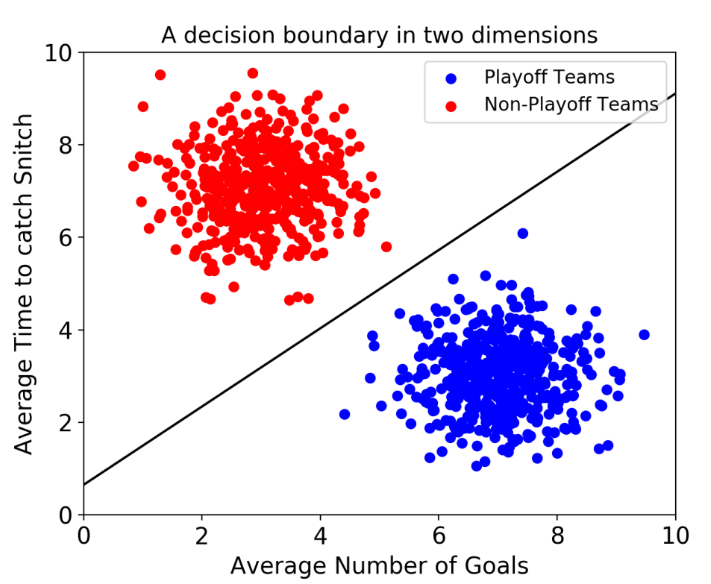 A decision boundary in two dimensions
10
8
6
4
2
0
Average Time to catch Snitch
Playoff Teams
Non-Playoff Teams
0 2 4 6 8 10
Average Number of Goals